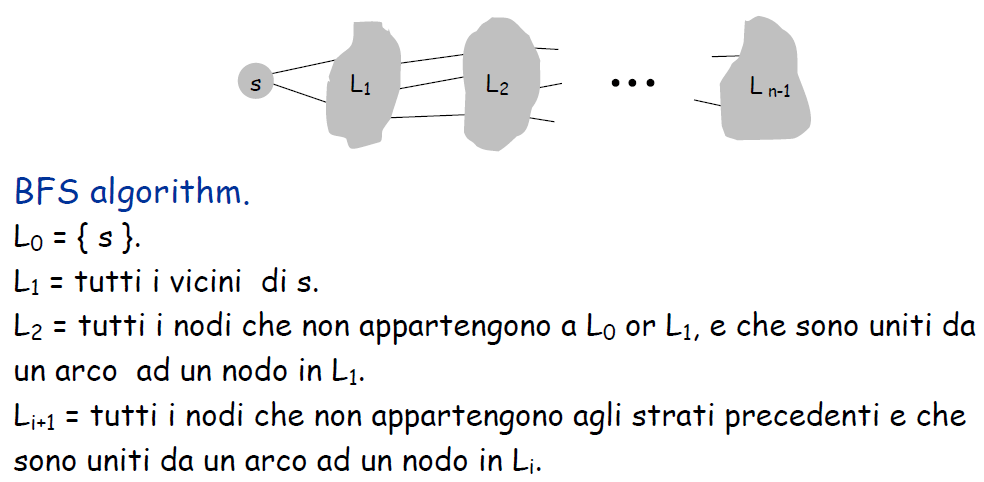 s L₁ L₂ ... L n-1
BFS algorithm.
L₀ = { s }.
L₁ = tutti i vicini di s.
L₂ = tutti i nodi che non appartengono a L₀ or L₁, e che sono uniti da
un arco ad un nodo in L₁.
Lᵢ₊₁ = tutti i nodi che non appartengono agli strati precedenti e che
sono uniti da un arco ad un nodo in Lᵢ.